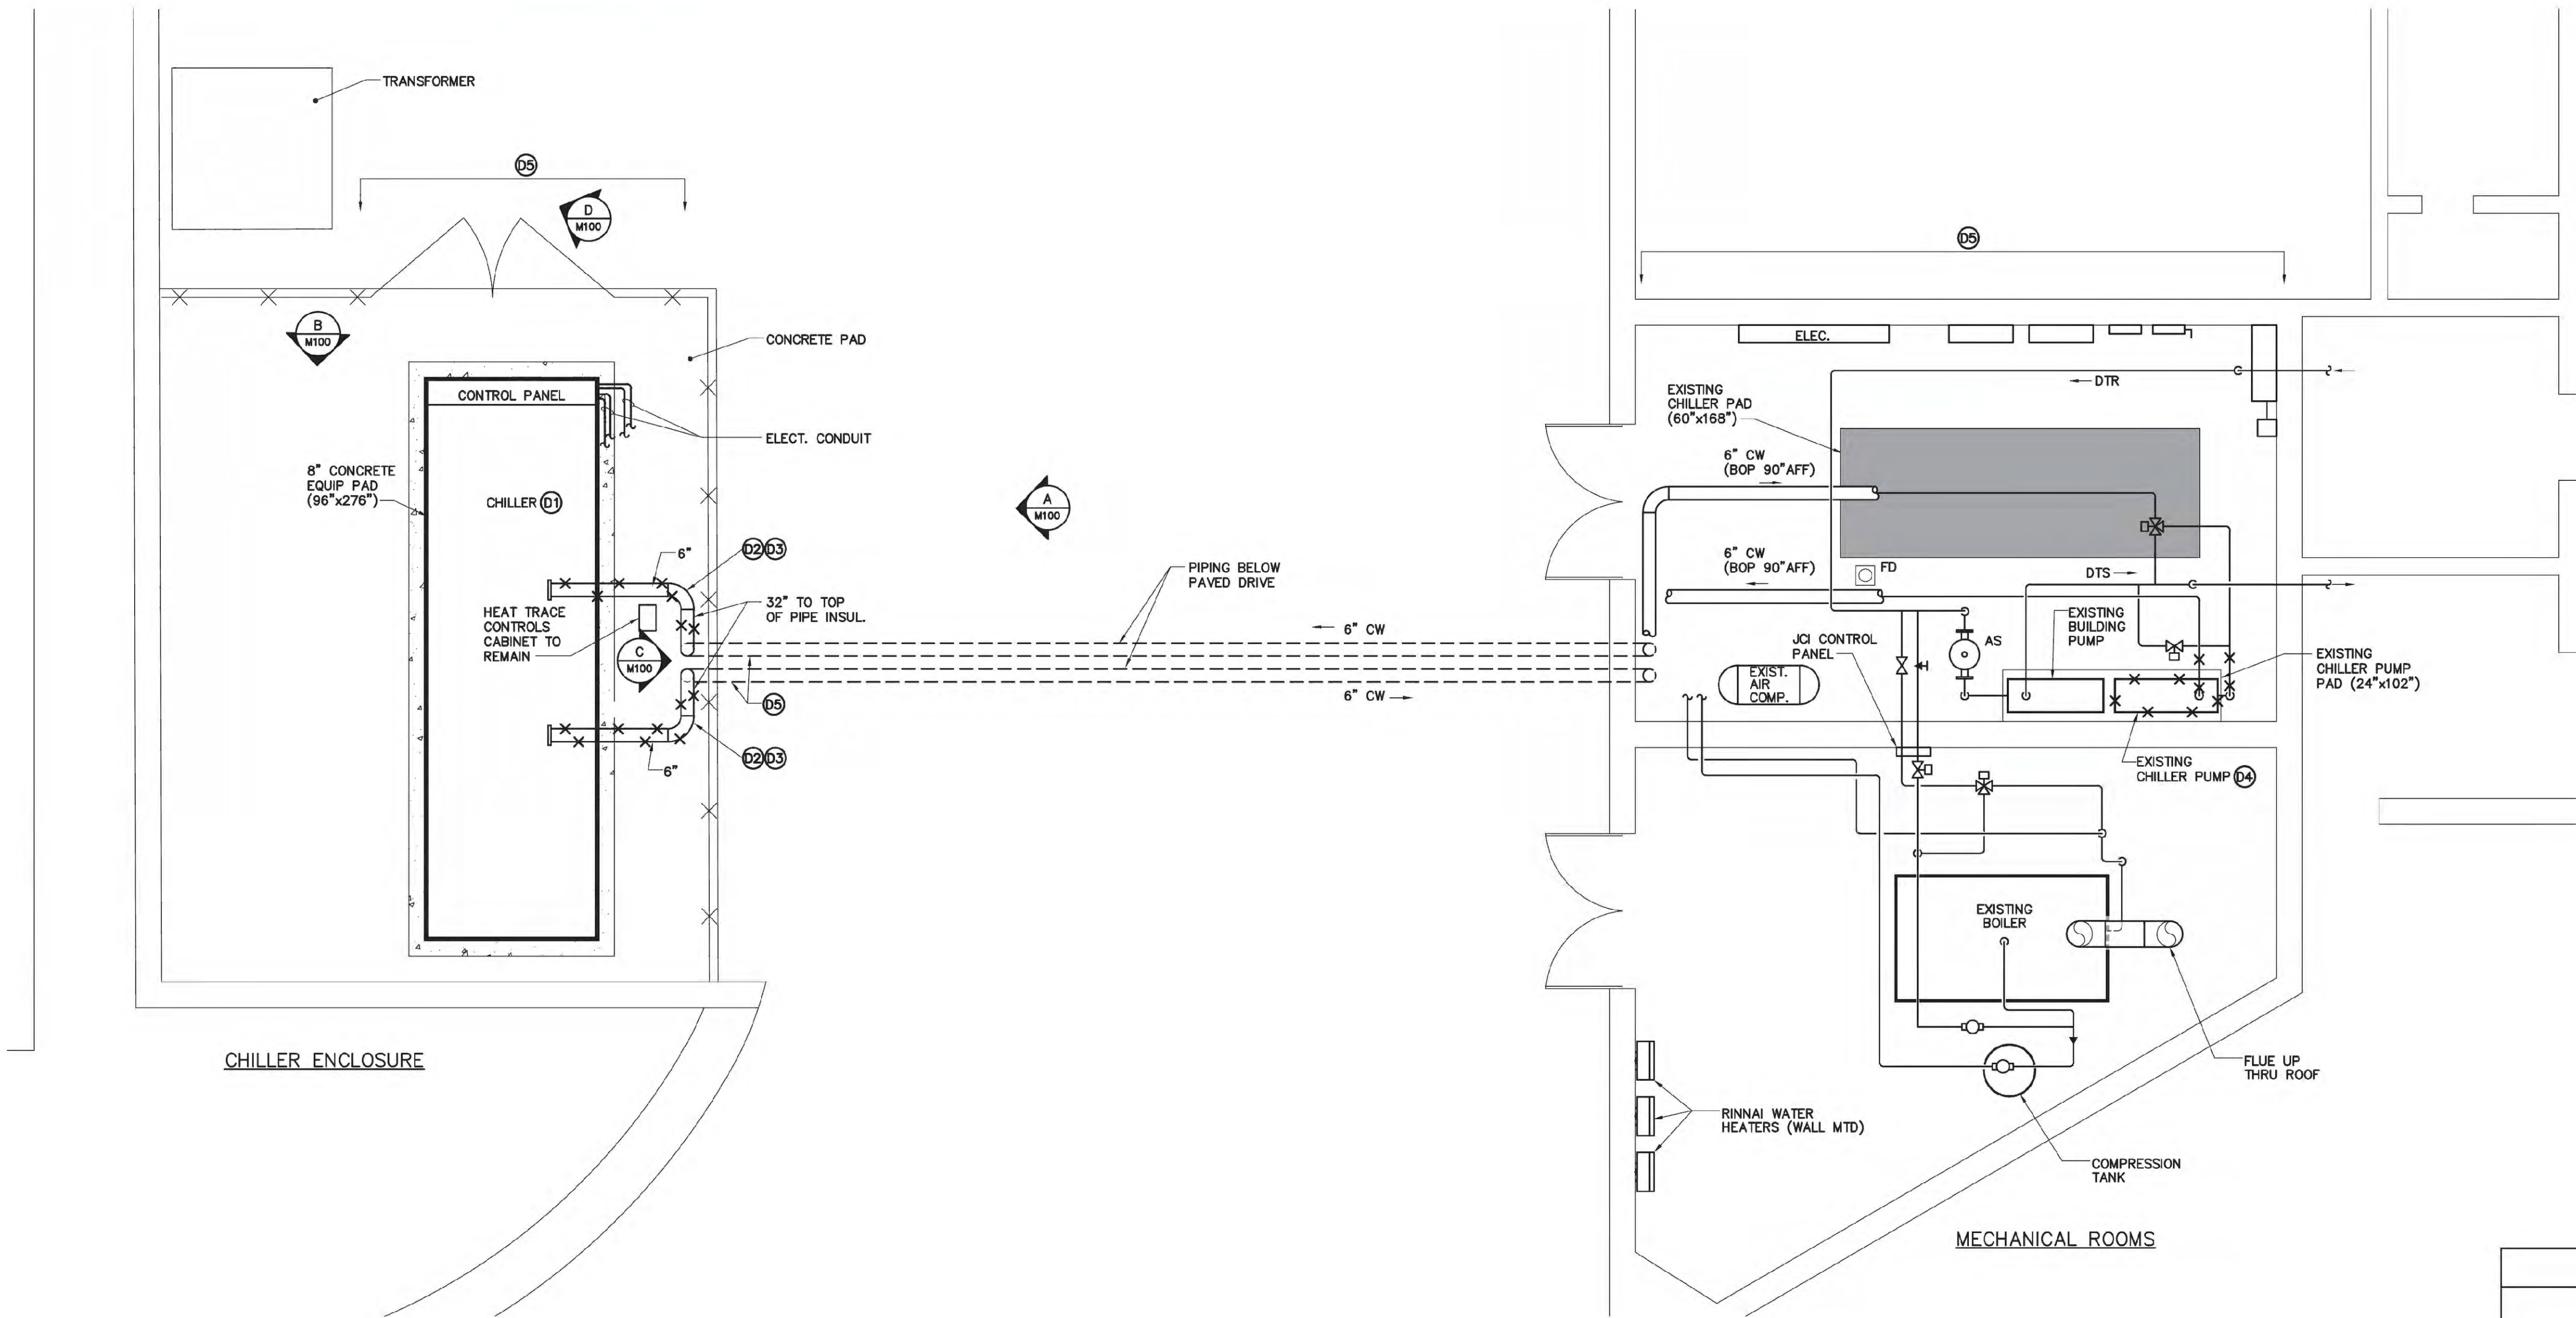 TRANSFORMER
D5
D
M100
B
M100
CONCRETE PAD
CONTROL PANEL
ELECT. CONDUIT
8" CONCRETE
EQUIP PAD
(96"x276")
CHILLER D1
A
M100
6"
D2 D3
HEAT TRACE
CONTROLS
CABINET TO
REMAIN
32" TO TOP
OF PIPE INSUL.
PIPING BELOW
PAVED DRIVE
C
M100
6" CW
6" CW
D5
D2 D3
6"
CHILLER ENCLOSURE
D5
ELEC.
DTR
EXISTING
CHILLER PAD
(60"x168")
6" CW
(BOP 90"AFF)
6" CW
(BOP 90"AFF)
FD
DTS
EXISTING
BUILDING
PUMP
JCI CONTROL
PANEL
AS
EXIST.
AIR
COMP.
EXISTING
CHILLER PUMP
PAD (24"x102")
EXISTING
CHILLER PUMP D4
EXISTING
BOILER
FLUE UP
THRU ROOF
RINNAI WATER
HEATERS (WALL MTD)
COMPRESSION
TANK
MECHANICAL ROOMS